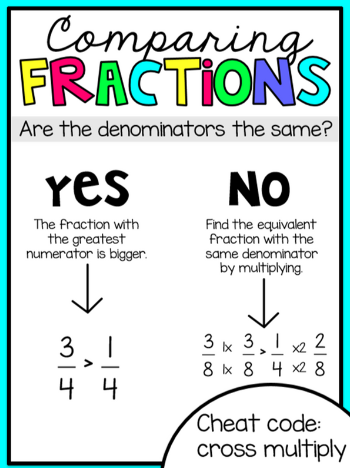 Comparing
FRACTIONS
Are the denominators the same?
YES
The fraction with
the greatest
numerator is bigger.
3/4 > 1/4
NO
Find the equivalent
fraction with the
same denominator
by multiplying.
3/8 1x/1x 3/8 > 1/4 x2/x2 2/8
Cheat code:
cross multiply